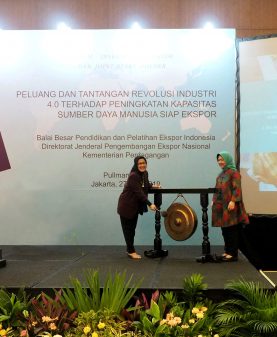 PELUANG DAN TANTANGAN REVOLUSI INDUSTRI
4.0 TERHADAP PENINGKATAN KAPASITAS
SUMBER DAYA MANUSIA SIAP EKSPOR
Balai Besar Pendidikan dan Pelatihan Ekspor Indonesia
Direktorat Jenderal Pengembangan Ekspor Nasional
Kementerian Perdagangan
Pullman
Jakarta,